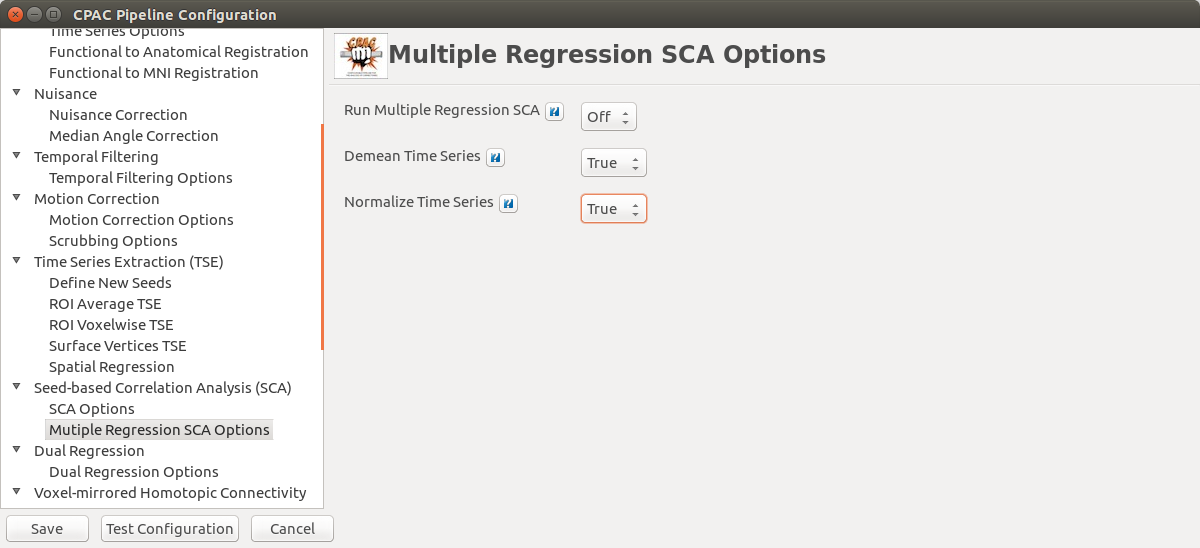 CPAC Pipeline Configuration
Time Series Options
Functional to Anatomical Registration
Functional to MNI Registration
Nuisance
Nuisance Correction
Median Angle Correction
Temporal Filtering
Temporal Filtering Options
Motion Correction
Motion Correction Options
Scrubbing Options
Time Series Extraction (TSE)
Define New Seeds
ROI Average TSE
ROI Voxelwise TSE
Surface Vertices TSE
Spatial Regression
Seed-based Correlation Analysis (SCA)
SCA Options
Mutiple Regression SCA Options
Dual Regression
Dual Regression Options
Voxel-mirrored Homotopic Connectivity
Save Test Configuration Cancel
Multiple Regression SCA Options
Run Multiple Regression SCA ? Off
Demean Time Series ? True
Normalize Time Series ? True